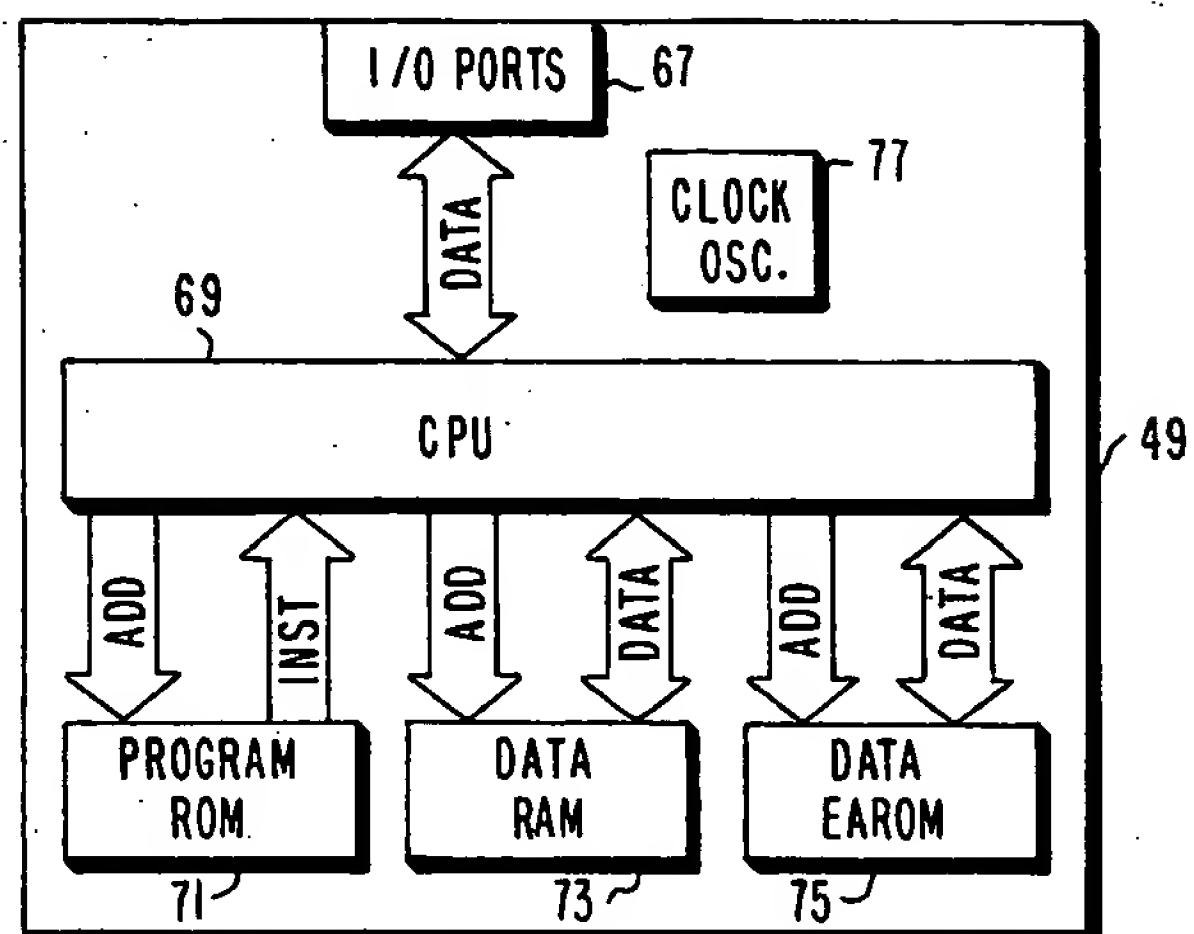 I/O PORTS
67
CLOCK
OSC.
77
DATA
69
CPU
49
ADD
INST
ADD
DATA
ADD
DATA
PROGRAM
ROM
71
DATA
RAM
73
DATA
EAROM
75